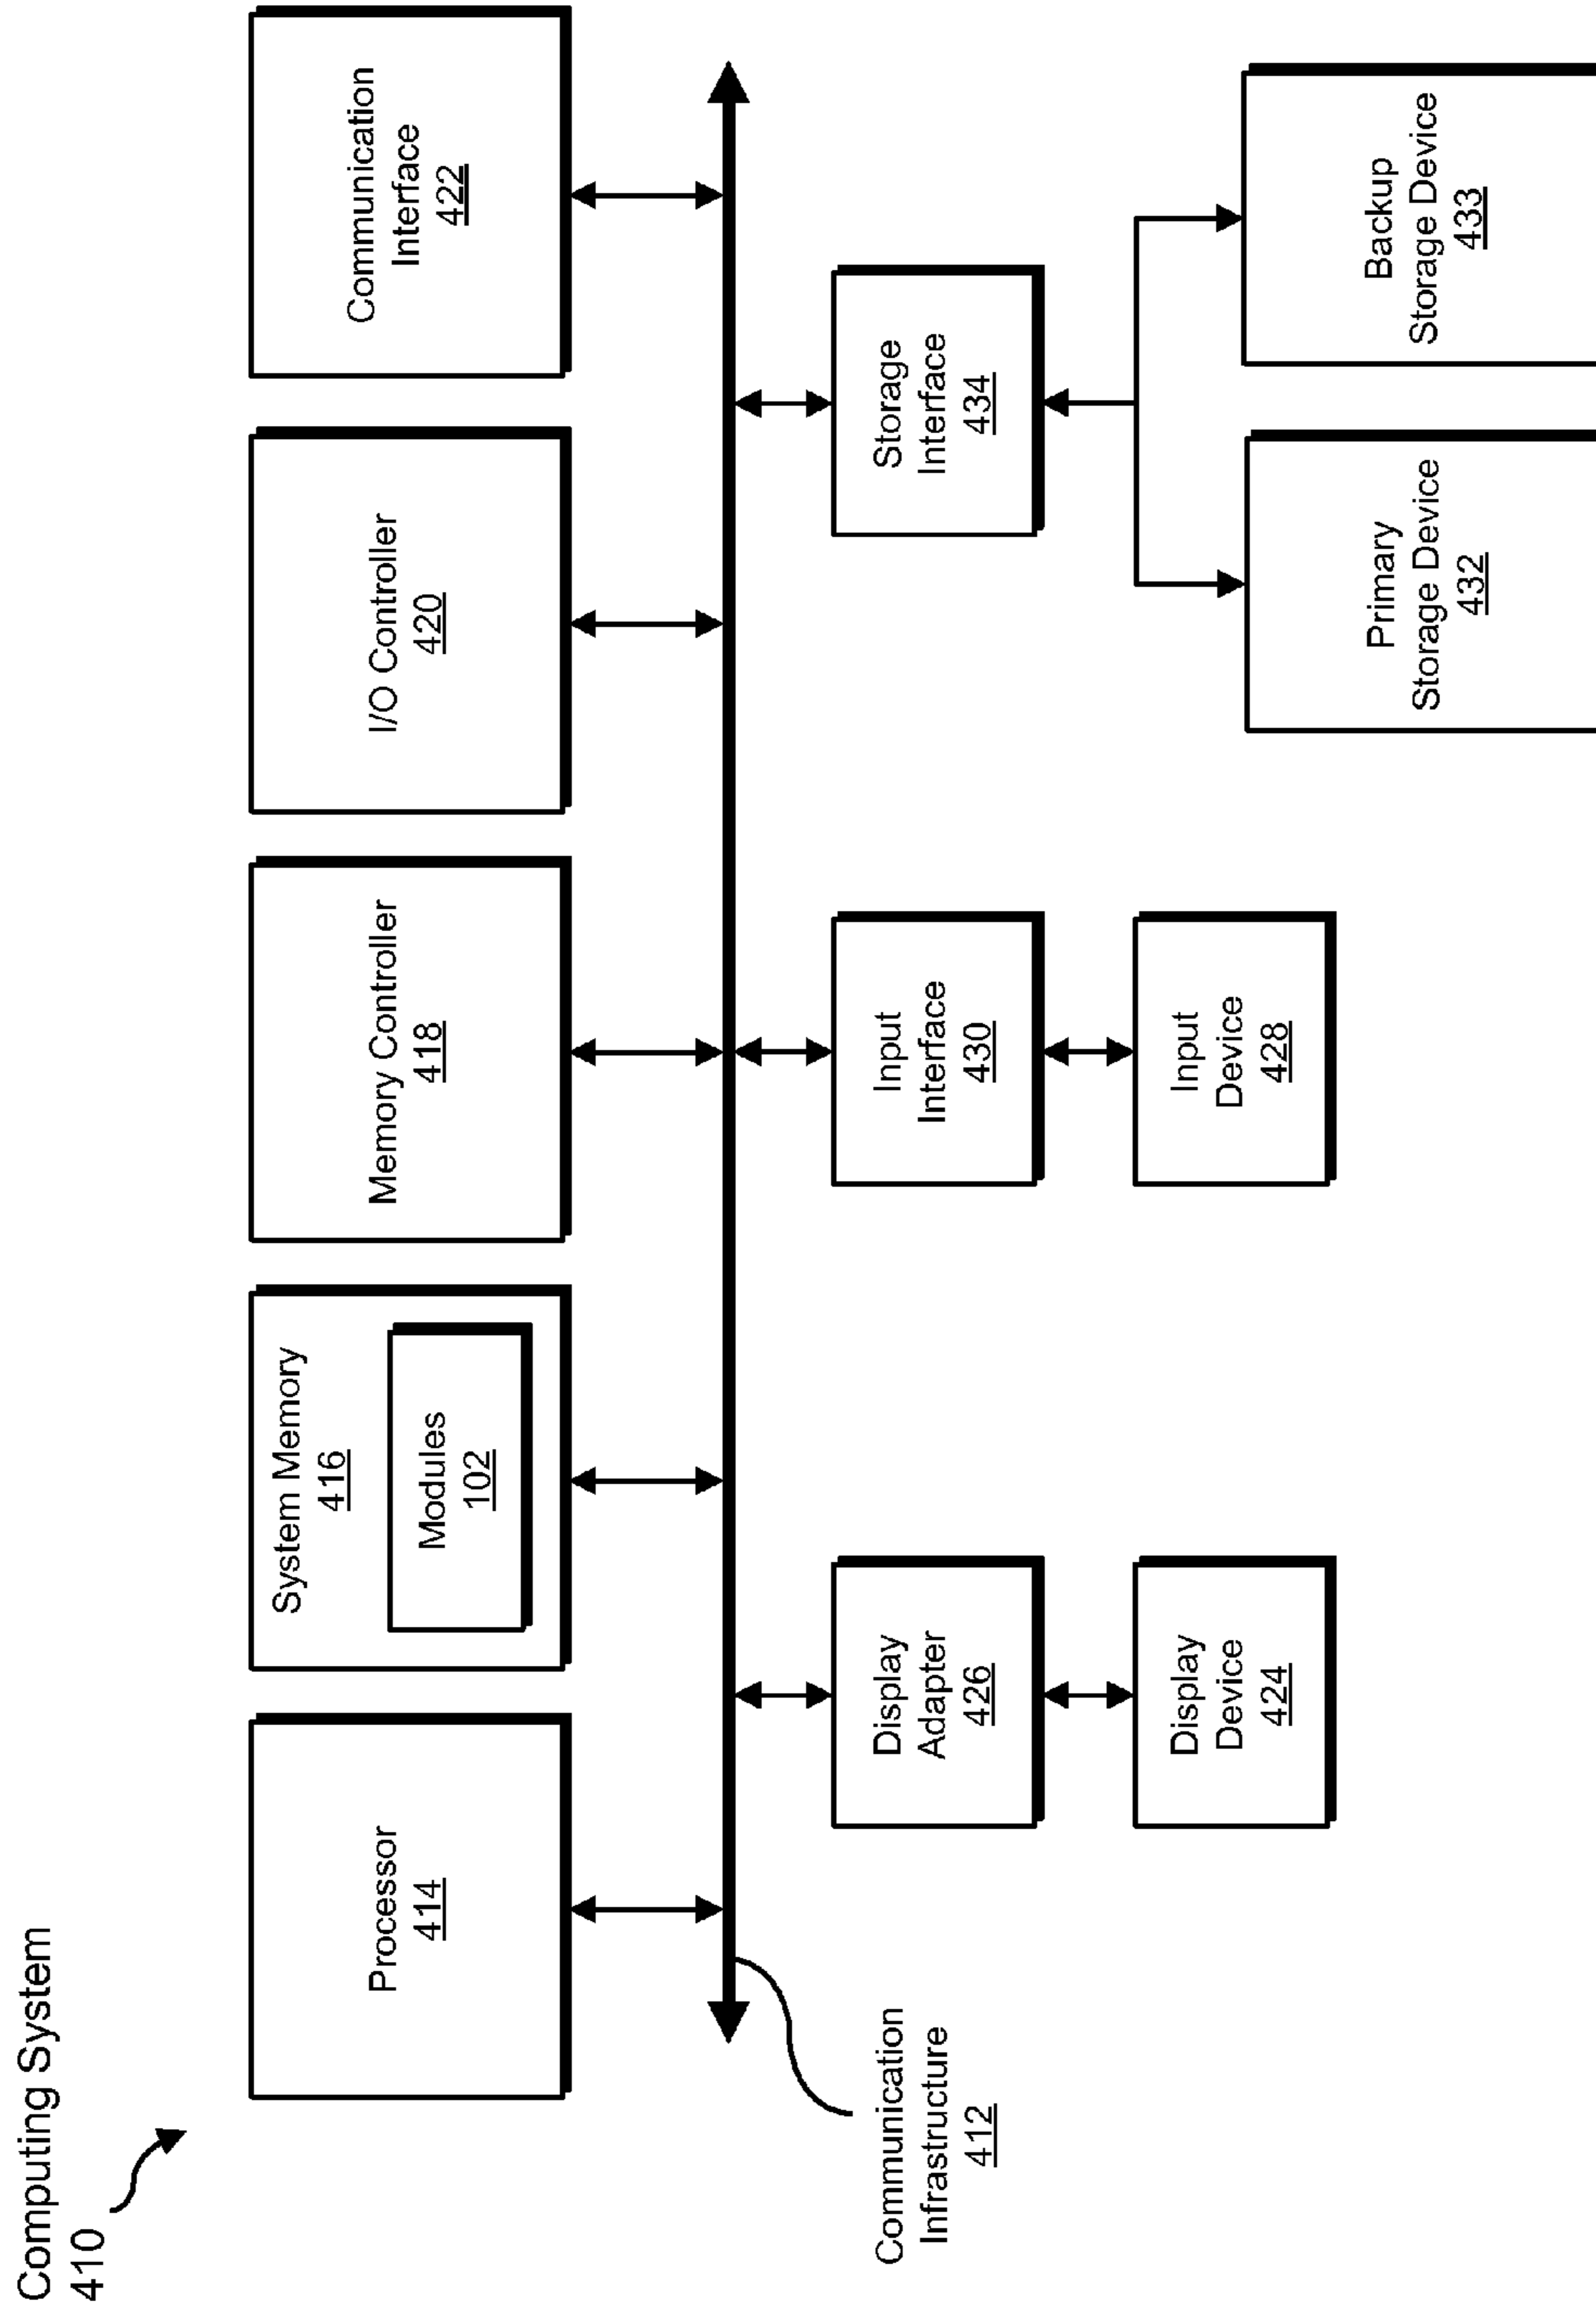 Computing System
410
Processor
414
System Memory
416
Modules
102
Memory Controller
418
I/O Controller
420
Communication
Interface
422
Communication
Infrastructure
412
Display
Adapter
426
Input
Interface
430
Storage
Interface
434
Display
Device
424
Input
Device
428
Primary
Storage Device
432
Backup
Storage Device
433